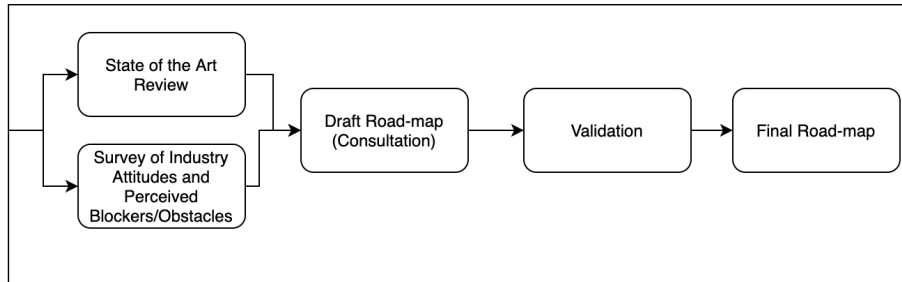 State of the Art
Review
Survey of Industry
Attitudes and
Perceived
Blockers/Obstacles
Draft Road-map
(Consultation)
Validation
Final Road-map